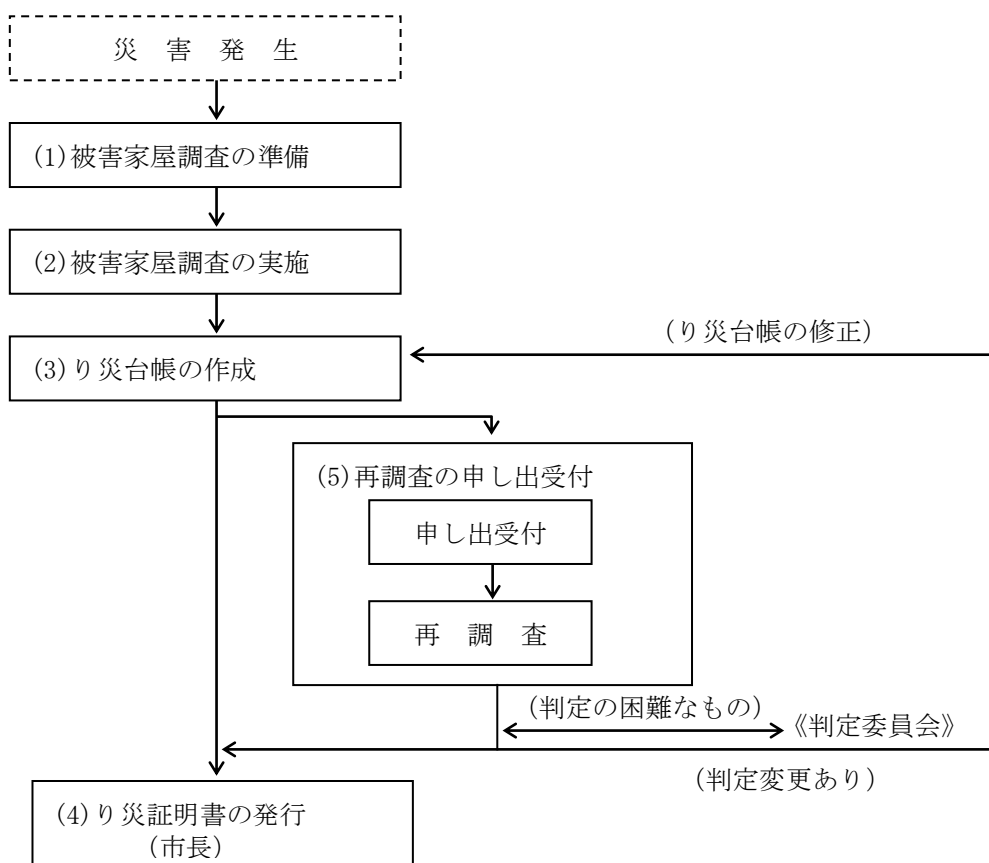 災 害 発 生
(1)被害家屋調査の準備
(2)被害家屋調査の実施
(り災台帳の修正)
(3)り災台帳の作成
(5)再調査の申し出受付
申し出受付
再 調 査
(判定の困難なもの)
《判定委員会》
(判定変更あり)
(4)り災証明書の発行
(市長)